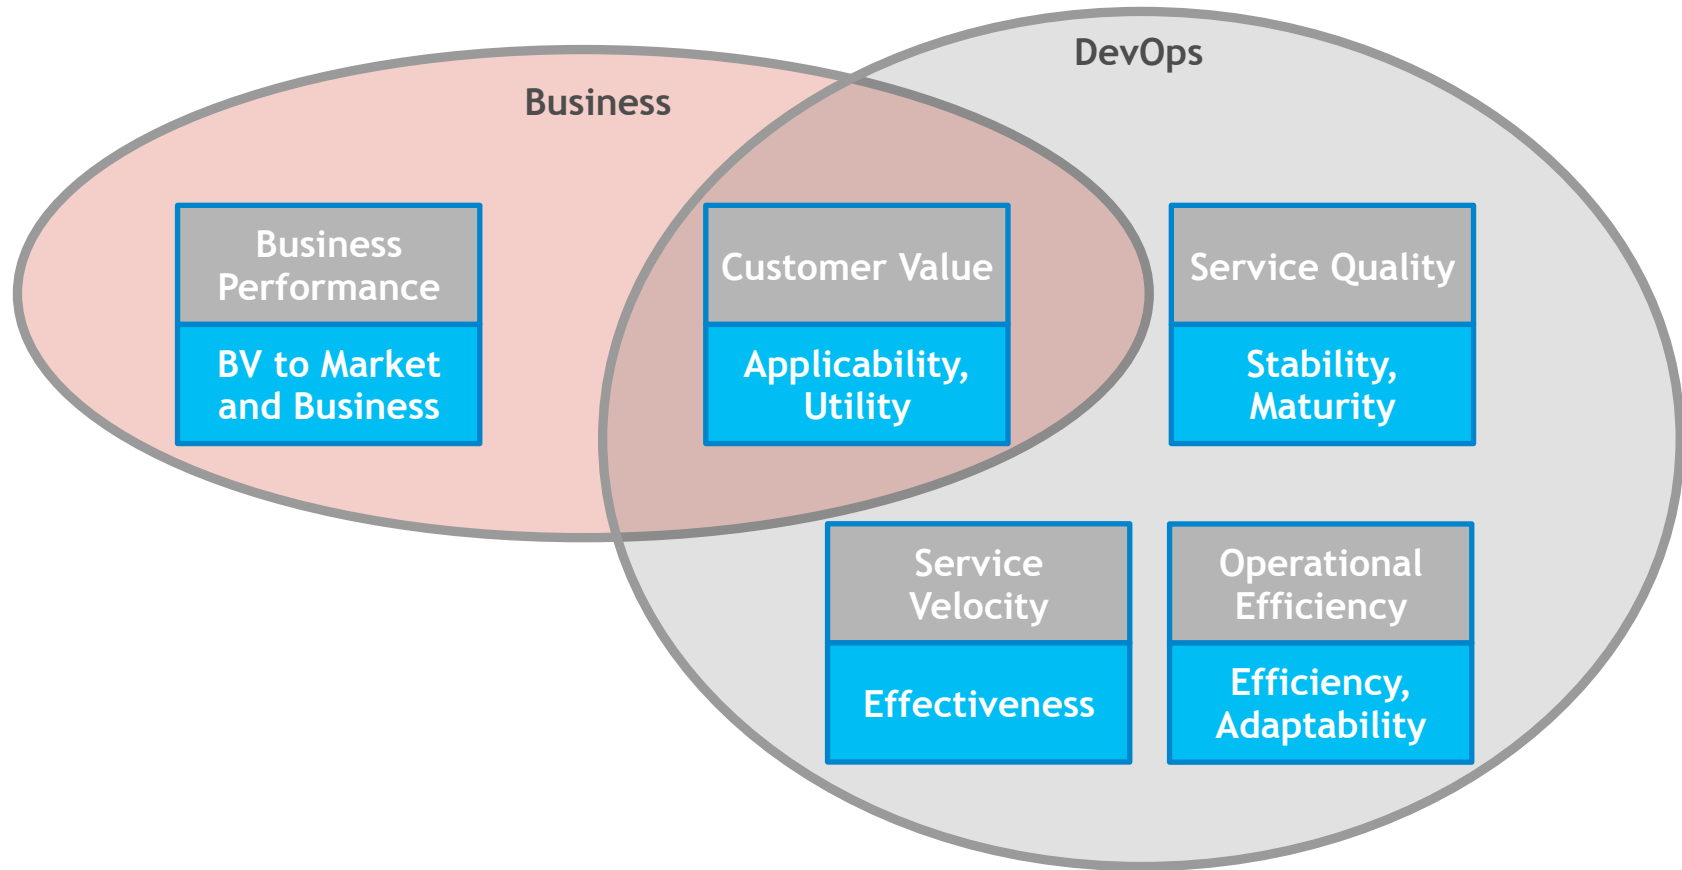 DevOps
Business
Business
Performance
BV to Market
and Business
Customer Value
Applicability,
Utility
Service Quality
Stability,
Maturity
Service
Velocity
Effectiveness
Operational
Efficiency
Efficiency,
Adaptability